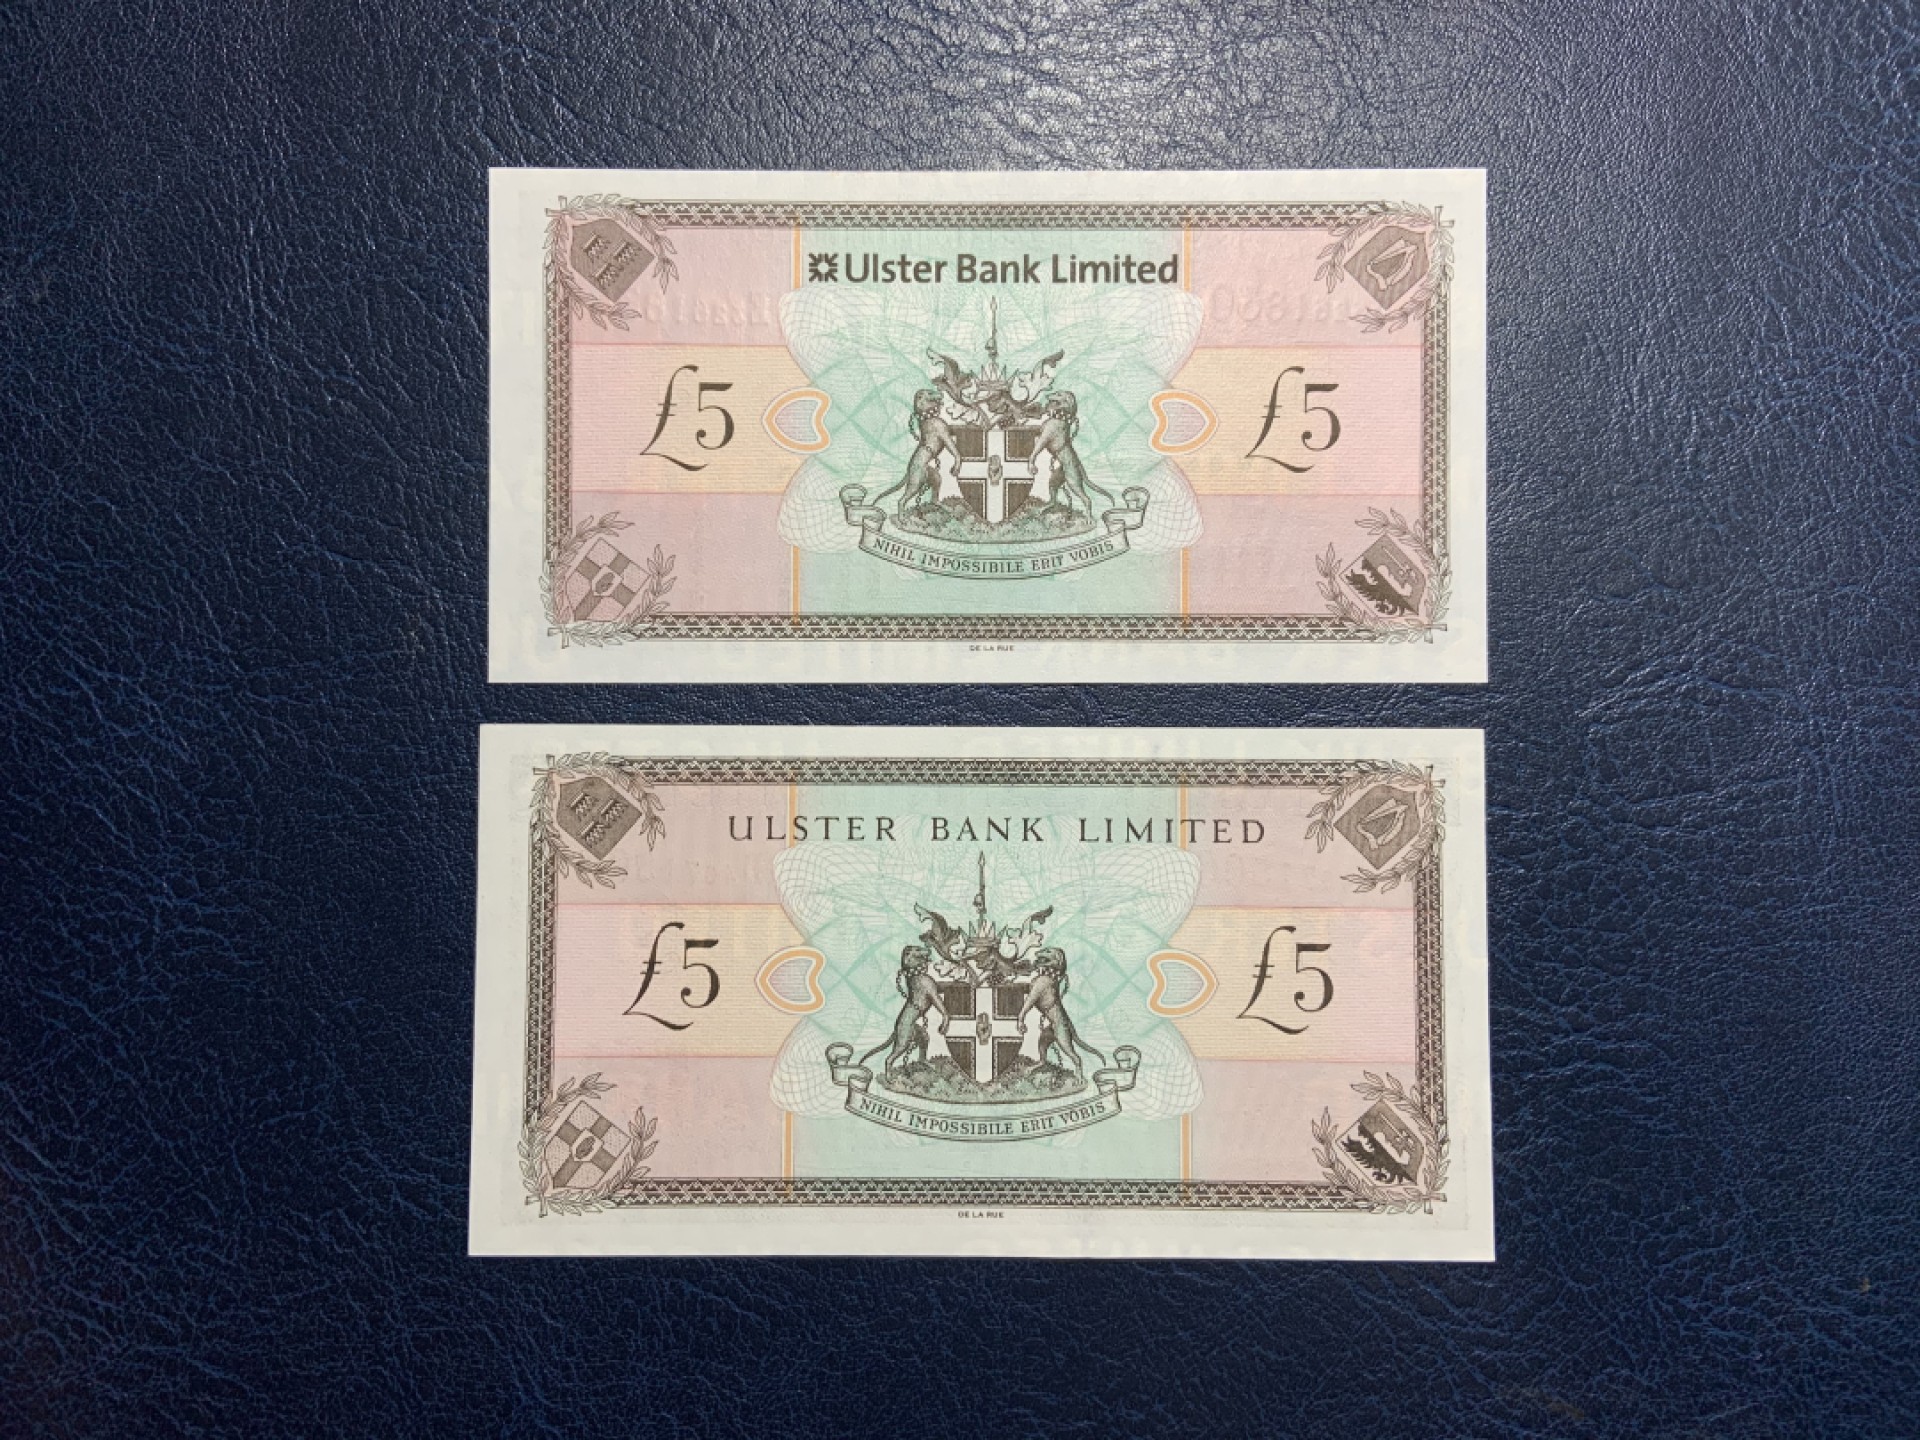 Ulster Bank Limited
£5 £5
NIHIL IMPOSSIBILE ERIT VOBIS
DE LA RUE
ULSTER BANK LIMITED
£5 £5
NIHIL IMPOSSIBILE ERIT VOBIS
DE LA RUE